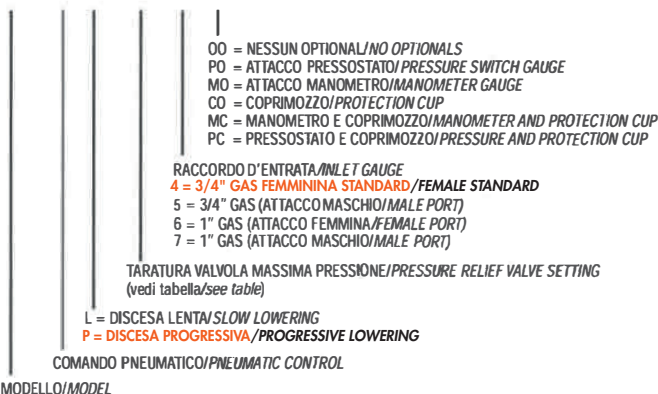 OO = NESSUN OPTIONAL/NO OPTIONALS
PO = ATTACCO PRESSOSTATO/PRESSURE SWITCH GAUGE
MO = ATTACCO MANOMETRO/MANOMETER GAUGE
CO = COPRIMOZZO/PROTECTION CUP
MC = MANOMETRO E COPRIMOZZO/MANOMETER AND PROTECTION CUP
PC = PRESSOSTATO E COPRIMOZZO/PRESSURE AND PROTECTION CUP
RACCORDO D'ENTRATA/INLET GAUGE
4 = 3/4" GAS FEMMININA STANDARD/FEMALE STANDARD
5 = 3/4" GAS (ATTACCO MASCHIO/MALE PORT)
6 = 1" GAS (ATTACCO FEMMINA/FEMALE PORT)
7 = 1" GAS (ATTACCO MASCHIO/MALE PORT)
TARATURA VALVOLA MASSIMA PRESSIONE/PRESSURE RELIEF VALVE SETTING
(vedi tabella/see table)
L = DISCESA LENTA/SLOW LOWERING
P = DISCESA PROGRESSIVA/PROGRESSIVE LOWERING
COMANDO PNEUMATICO/PNEUMATIC CONTROL
MODELLO/MODEL